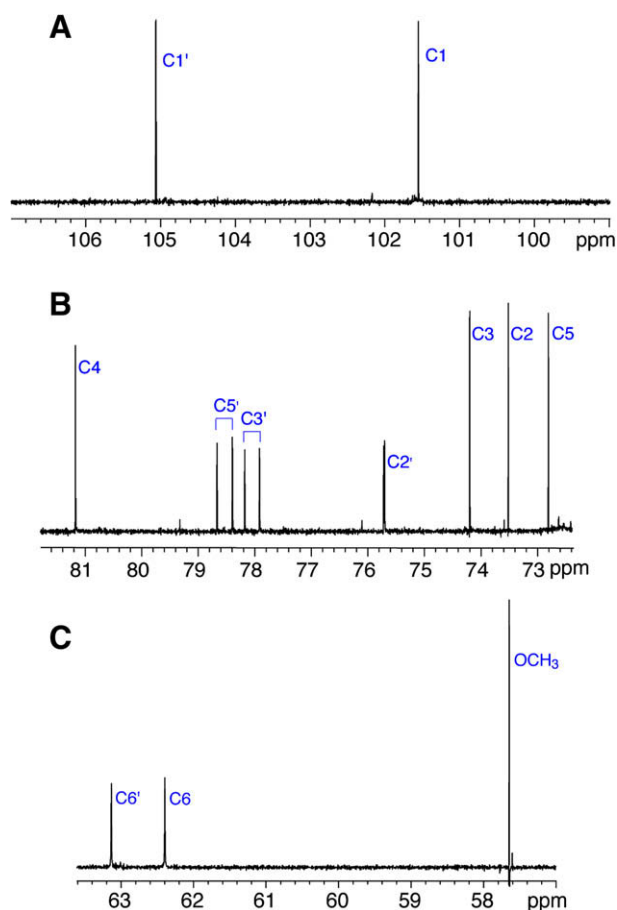 A
C1'
C1
106 105 104 103 102 101 100 ppm
B
C4
C5'
C3'
C2'
C3
C2
C5
81 80 79 78 77 76 75 74 73 ppm
C
OCH₃
C6'
C6
63 62 61 60 59 58 ppm